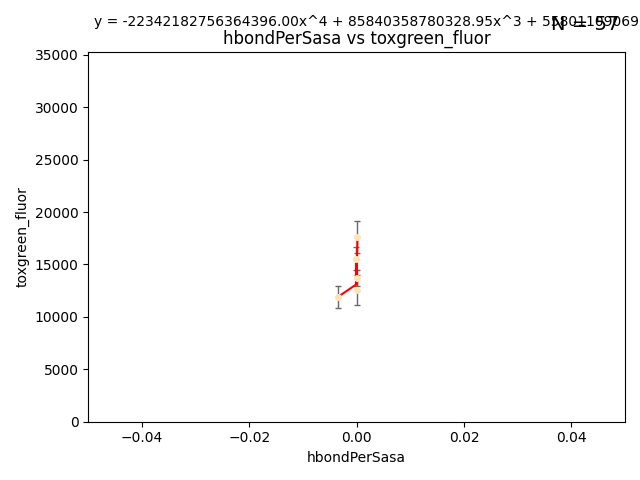 y = -22342182756364396.00x^4 + 85840358780328.95x^3 +
N = 57
hbondPerSasa vs toxgreen_fluor
35000
30000
25000
20000
15000
10000
5000
0
toxgreen_fluor
−0.04
−0.02
0.00
0.02
0.04
hbondPerSasa